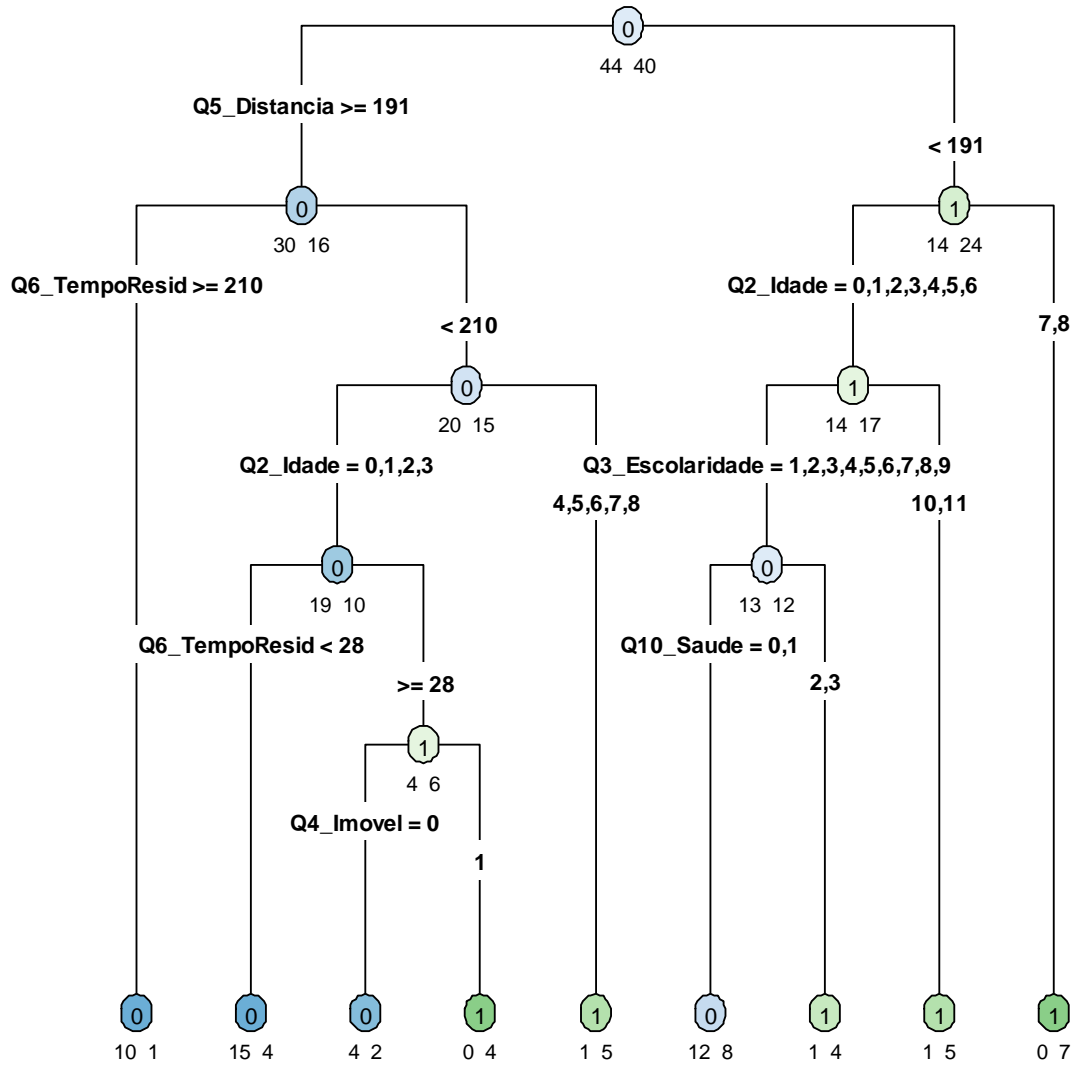 0
44 40
Q5_Distancia >= 191
< 191
0
1
30 16
14 24
Q6_TempoResid >= 210
Q2_Idade = 0,1,2,3,4,5,6
< 210
7,8
0
1
20 15
14 17
Q2_Idade = 0,1,2,3
Q3_Escolaridade = 1,2,3,4,5,6,7,8,9
4,5,6,7,8
10,11
0
0
19 10
13 12
Q6_TempoResid < 28
Q10_Saude = 0,1
>= 28
2,3
1
4 6
Q4_Imovel = 0
1
0 0 0 1 1 0 1 1 1
10 1 15 4 4 2 0 4 1 5 12 8 1 4 1 5 0 7